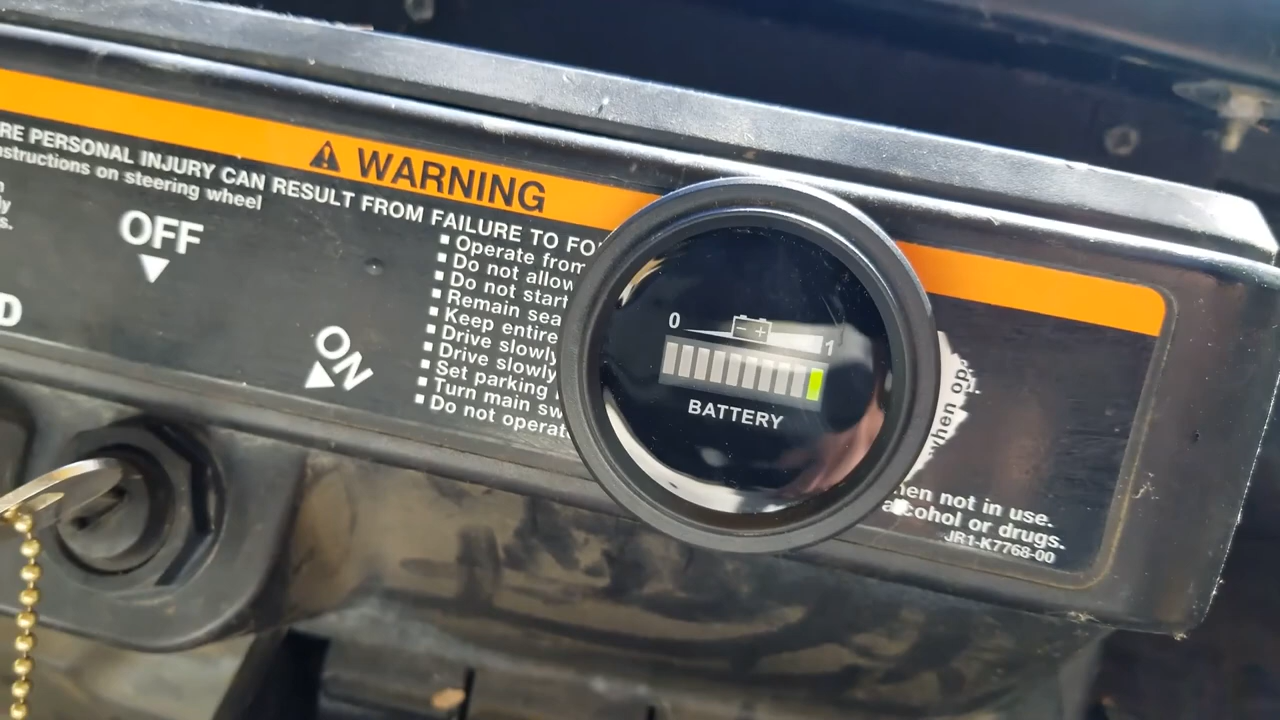 WARNING
RE PERSONAL INJURY CAN RESULT FROM FAILURE TO FO
nstructions on steering wheel
OFF
ON
D
▪ Operate from
▪ Do not allow
▪ Do not start
▪ Remain sea
▪ Keep entire
▪ Drive slowly
▪ Drive slowly
▪ Set parking
▪ Turn main sw
▪ Do not operat
0
- +
1
BATTERY
when op
hen not in use.
alcohol or drugs.
JR1-K7768-00